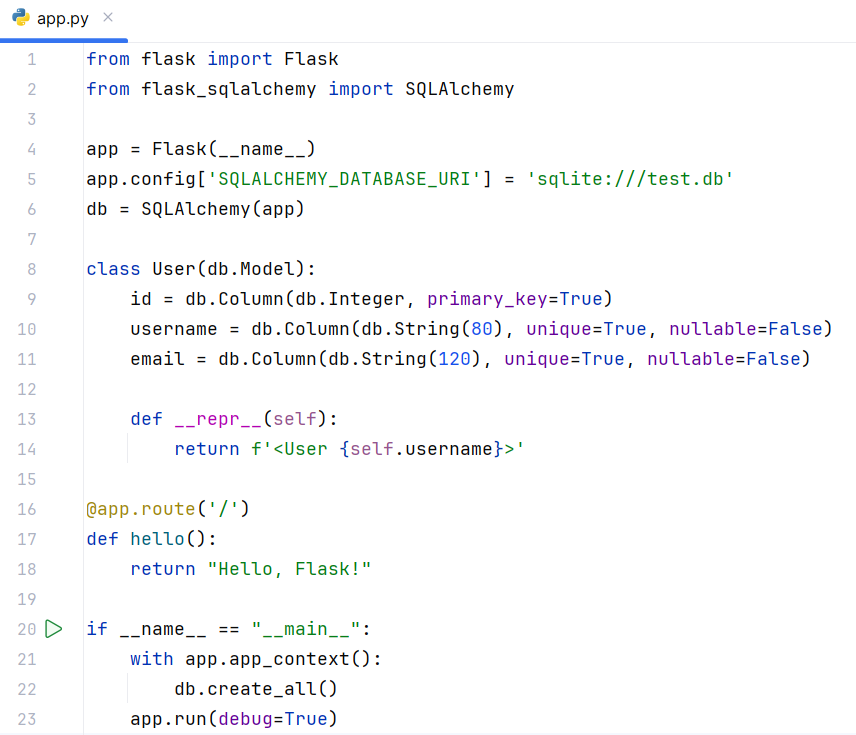 app.py
1 from flask import Flask
2 from flask_sqlalchemy import SQLAlchemy
3
4 app = Flask(__name__)
5 app.config['SQLALCHEMY_DATABASE_URI'] = 'sqlite:///test.db'
6 db = SQLAlchemy(app)
7
8 class User(db.Model):
9     id = db.Column(db.Integer, primary_key=True)
10     username = db.Column(db.String(80), unique=True, nullable=False)
11     email = db.Column(db.String(120), unique=True, nullable=False)
12
13     def __repr__(self):
14         return f'<User {self.username}>'
15
16 @app.route('/')
17 def hello():
18     return "Hello, Flask!"
19
20 if __name__ == "__main__":
21     with app.app_context():
22         db.create_all()
23     app.run(debug=True)